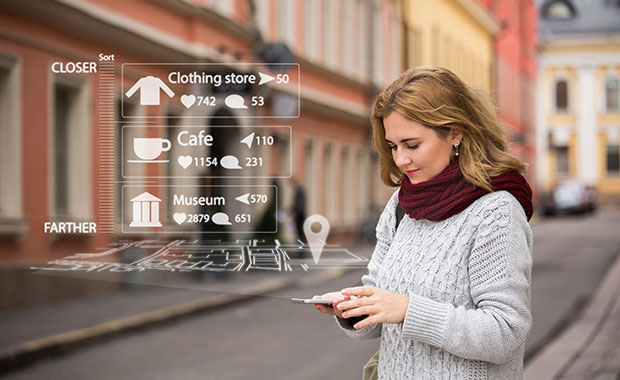 Sort
CLOSER
Clothing store 50
742 53
Cafe 110
1154 231
Museum 570
2879 651
FARTHER